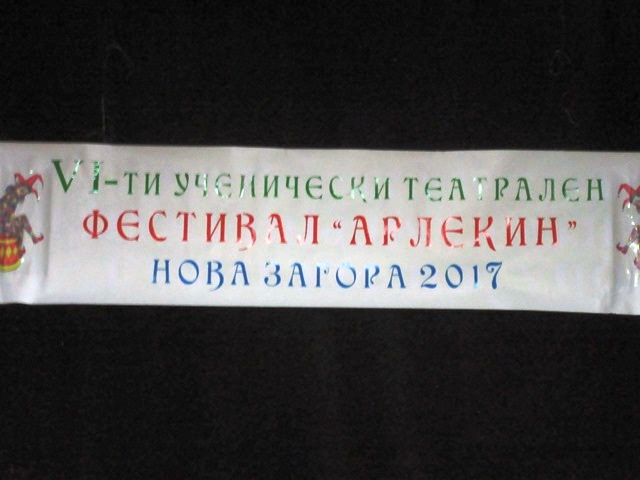 VI-ТИ УЧЕНИЧЕСКИ ТЕАТРАЛЕН
ФЕСТИВАЛ "АРЛЕКИН"
НОВА ЗАГОРА 2017